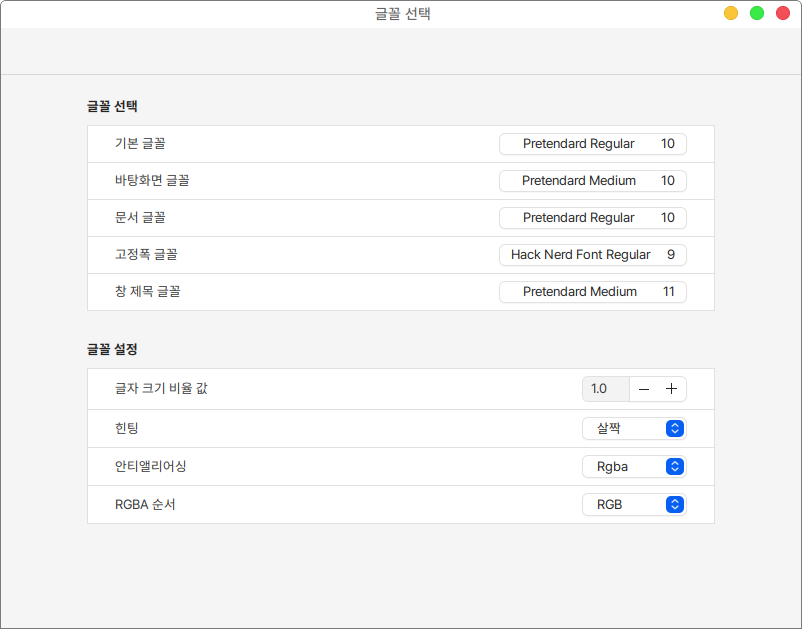 글꼴 선택
글꼴 선택
기본 글꼴 Pretendard Regular 10
바탕화면 글꼴 Pretendard Medium 10
문서 글꼴 Pretendard Regular 10
고정폭 글꼴 Hack Nerd Font Regular 9
창 제목 글꼴 Pretendard Medium 11
글꼴 설정
글자 크기 비율 값 1.0 − +
힌팅 살짝
안티앨리어싱 Rgba
RGBA 순서 RGB